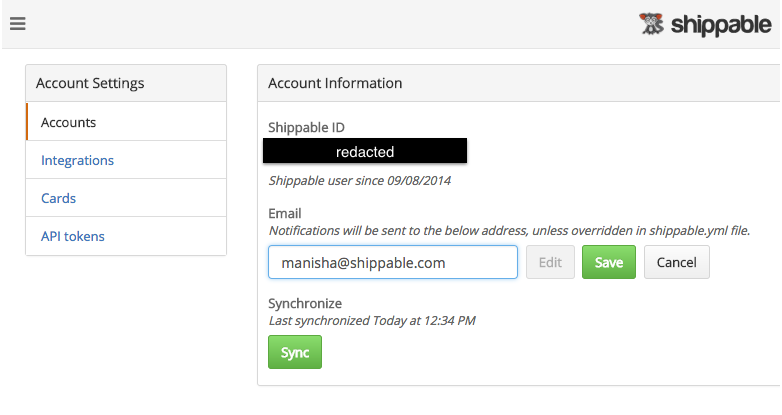 shippable
Account Settings
Accounts
Integrations
Cards
API tokens
Account Information
Shippable ID
redacted
Shippable user since 09/08/2014
Email
Notifications will be sent to the below address, unless overridden in shippable.yml file.
manisha@shippable.com Edit Save Cancel
Synchronize
Last synchronized Today at 12:34 PM
Sync